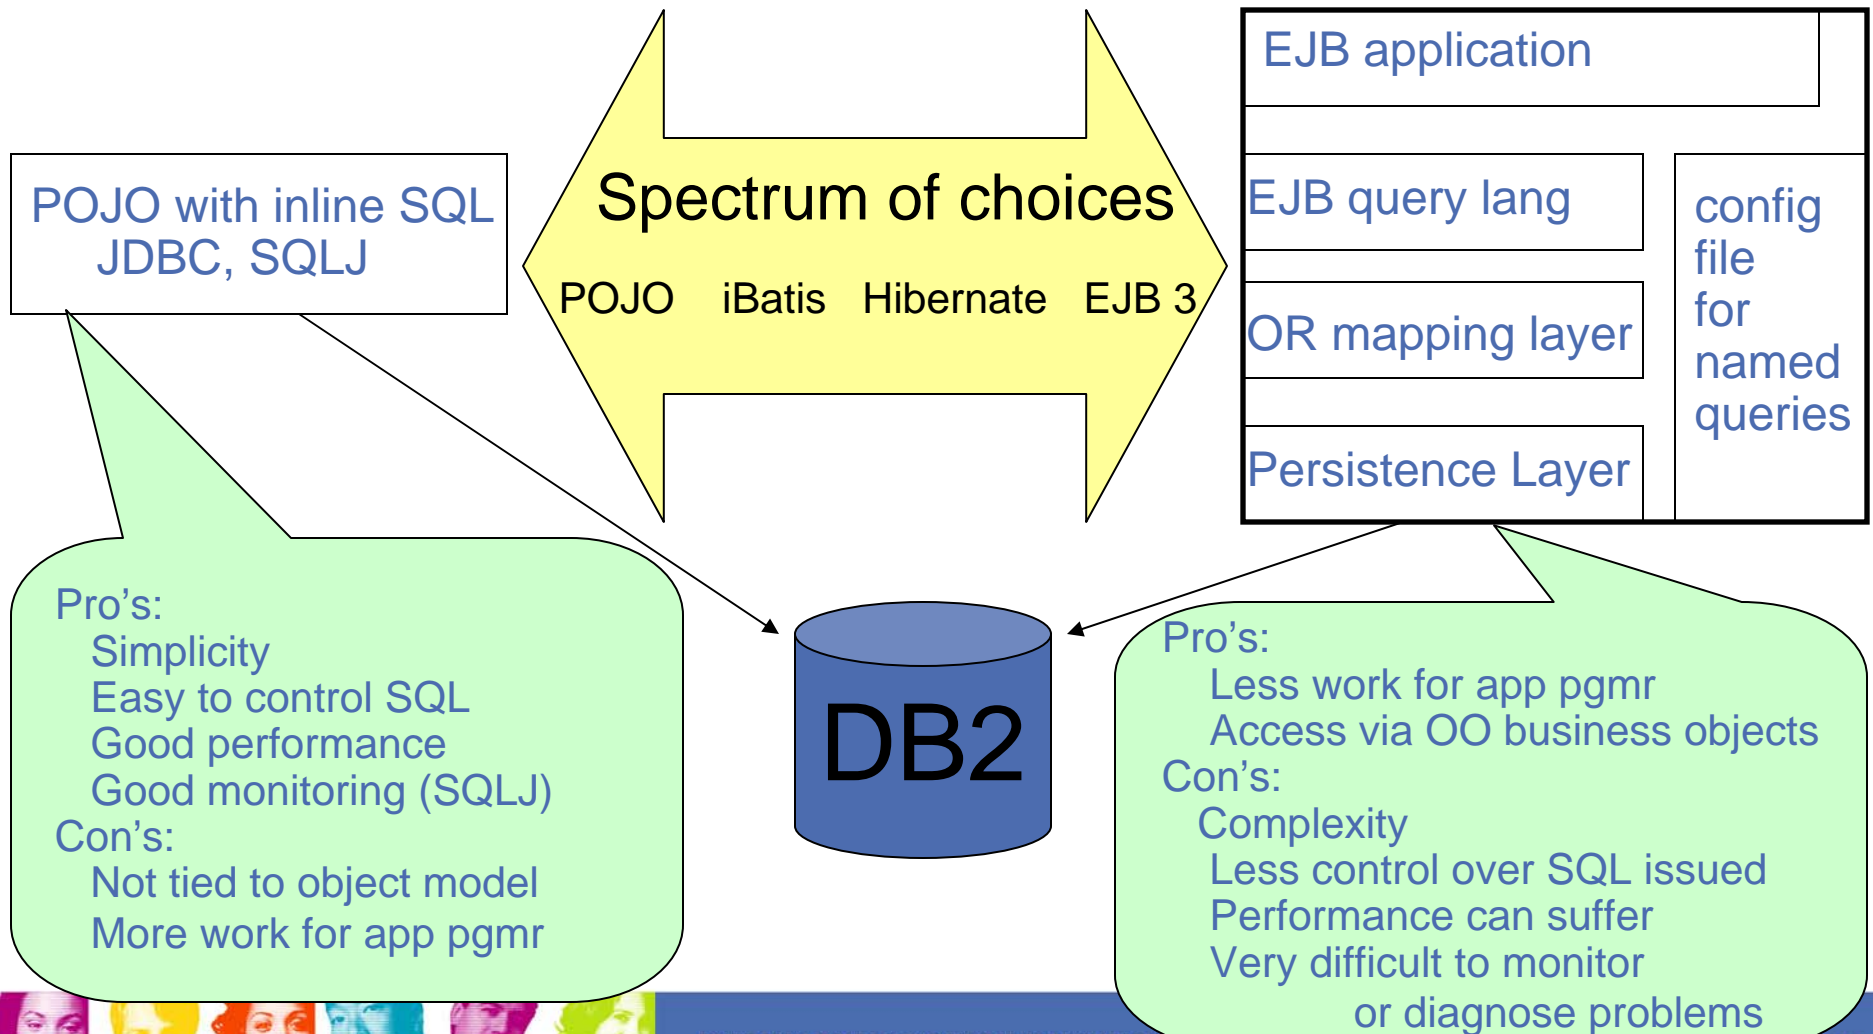 POJO with inline SQL
JDBC, SQLJ
Spectrum of choices
POJO iBatis Hibernate EJB 3
EJB application
EJB query lang
OR mapping layer
Persistence Layer
config
file
for
named
queries
Pro's:
Simplicity
Easy to control SQL
Good performance
Good monitoring (SQLJ)
Con's:
Not tied to object model
More work for app pgmr
DB2
Pro's:
Less work for app pgmr
Access via OO business objects
Con's:
Complexity
Less control over SQL issued
Performance can suffer
Very difficult to monitor
or diagnose problems